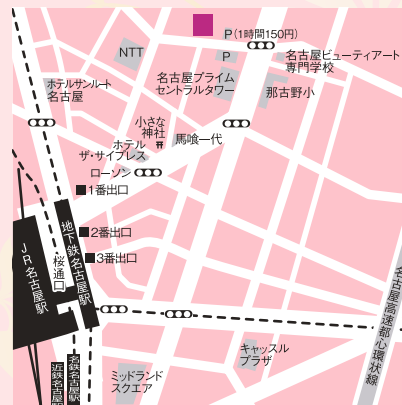 P(1時間150円)
NTT
P
名古屋ビューティアート
専門学校
ホテルサンルート
名古屋
名古屋プライム
セントラルタワー
那古野小
小さな
神社
馬喰一代
ホテル
ザ・サイプレス
ローソン
1番出口
2番出口
3番出口
地下鉄名古屋駅
桜通口
JR名古屋駅
名古屋高速都心環状線
キャッスル
プラザ
ミッドランド
スクエア
名鉄名古屋駅
近鉄名古屋駅